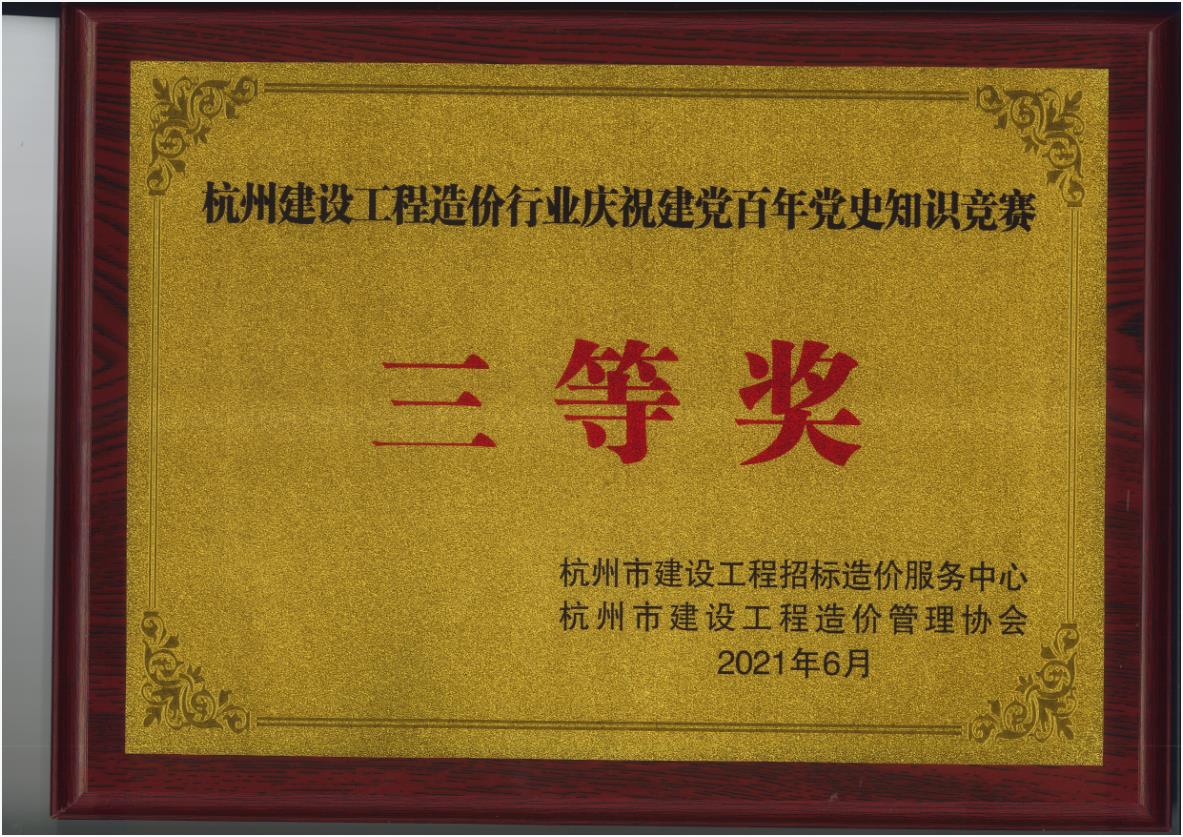 杭州建设工程造价行业庆祝建党百年党史知识竞赛
三等奖
杭州市建设工程招标造价服务中心
杭州市建设工程造价管理协会
2021年6月